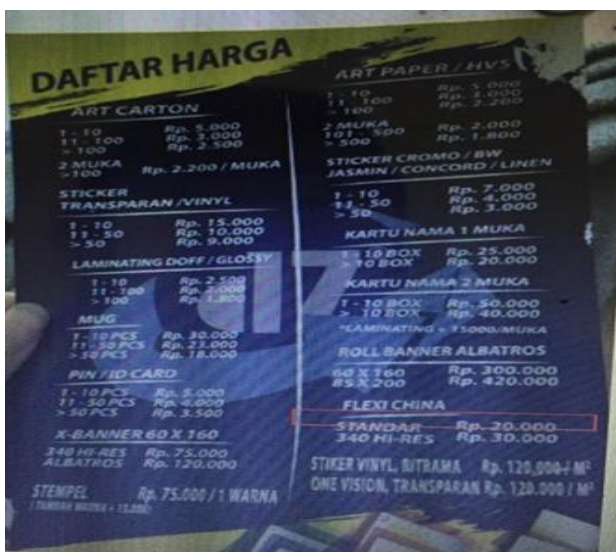 DAFTAR HARGA
ART CARTON
1 - 10 Rp. 5.000
11 - 100 Rp. 3.000
> 100 Rp. 2.500
2 MUKA
>100 Rp. 2.200 / MUKA
STICKER
TRANSPARAN /VINYL
1 - 10 Rp. 15.000
11 - 50 Rp. 10.000
> 50 Rp. 9.000
LAMINATING DOFF / GLOSSY
1 - 10 Rp. 2.500
11 - 100 Rp. 2.000
> 100 Rp. 1.800
MUG
1 - 10 PCS Rp. 30.000
11 - 50 PCS Rp. 23.000
> 50 PCS Rp. 18.000
PIN / ID CARD
1 - 10 PCS Rp. 5.000
11 - 50 PCS Rp. 4.000
> 50 PCS Rp. 3.500
X-BANNER 60 X 160
340 HI-RES Rp. 75.000
ALBATROS Rp. 120.000
STEMPEL Rp. 75.000 / 1 WARNA
ART PAPER / HVS
1 - 10 Rp. 5.000
11 - 100
> 100 Rp. 2.200
2 MUKA Rp. 2.000
101 - 500 Rp. 1.800
> 500
STICKER CROMO / BW
JASMIN / CONCORD / LINEN
1 - 10 Rp. 7.000
11 - 50 Rp. 4.000
> 50 Rp. 3.000
KARTU NAMA 1 MUKA
1 - 10 BOX Rp. 25.000
> 10 BOX Rp. 20.000
KARTU NAMA 2 MUKA
1 - 10 BOX Rp. 50.000
> 10 BOX Rp. 40.000
*LAMINATING = 15000/MUKA
ROLL BANNER ALBATROS
60 X 160 Rp. 300.000
85 X 200 Rp. 420.000
FLEXI CHINA
STANDAR Rp. 20.000
340 HI-RES Rp. 30.000
STIKER VINYL, RITRAMA Rp. 120.000 / M²
ONE VISION, TRANSPARAN Rp. 120.000 / M²